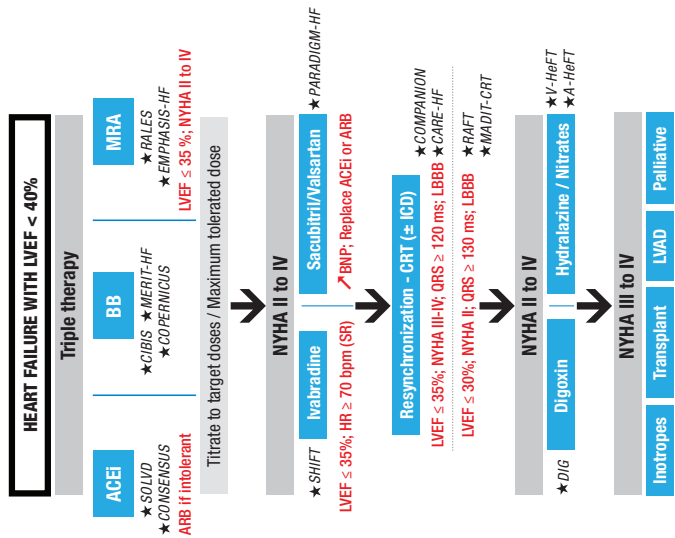 HEART FAILURE WITH LVEF < 40%
Triple therapy
ACEi
★SOLVD
★CONSENSUS
ARB if intolerant
BB
★CIBIS ★MERIT-HF
★COPERNICUS
MRA
★RALES
★EMPHASIS-HF
LVEF ≤ 35 %; NYHA II to IV
Titrate to target doses / Maximum tolerated dose
NYHA II to IV
★SHIFT
Ivabradine
LVEF ≤ 35%; HR ≥ 70 bpm (SR)
Sacubitril/Valsartan
★PARADIGM-HF
↗BNP; Replace ACEi or ARB
Resynchronization - CRT (± ICD)
★COMPANION
★CARE-HF
LVEF ≤ 35%; NYHA III-IV; QRS ≥ 120 ms; LBBB
LVEF ≤ 30%; NYHA II; QRS ≥ 130 ms; LBBB
★RAFT
★MADIT-CRT
NYHA II to IV
★DIG
Digoxin
Hydralazine / Nitrates
★V-HeFT
★A-HeFT
NYHA III to IV
Inotropes
Transplant
LVAD
Palliative